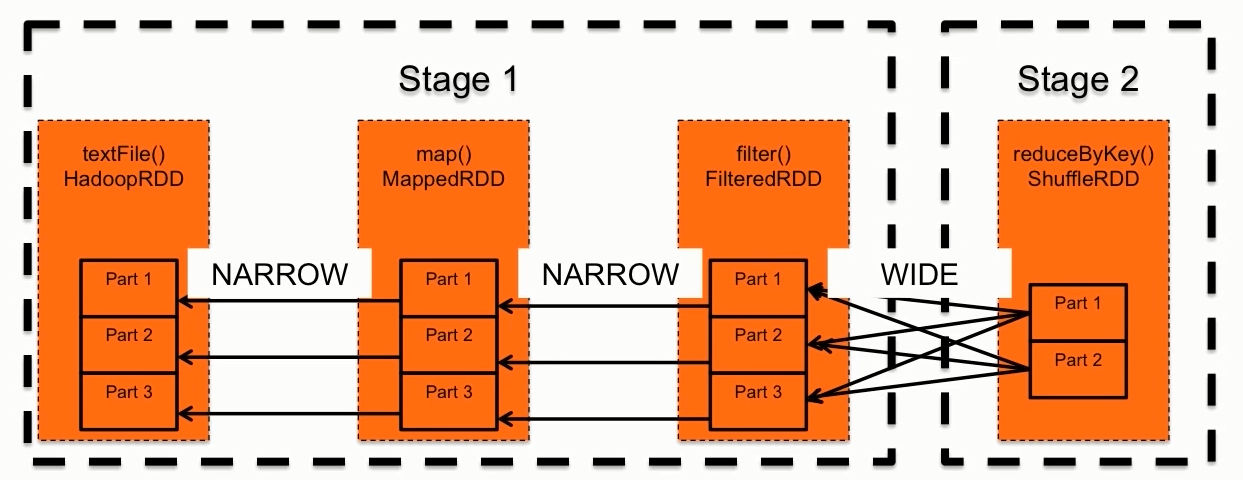 Stage 1
Stage 2
textFile()
HadoopRDD
map()
MappedRDD
filter()
FilteredRDD
reduceByKey()
ShuffleRDD
NARROW
NARROW
WIDE
Part 1
Part 2
Part 3
Part 1
Part 2
Part 3
Part 1
Part 2
Part 3
Part 1
Part 2